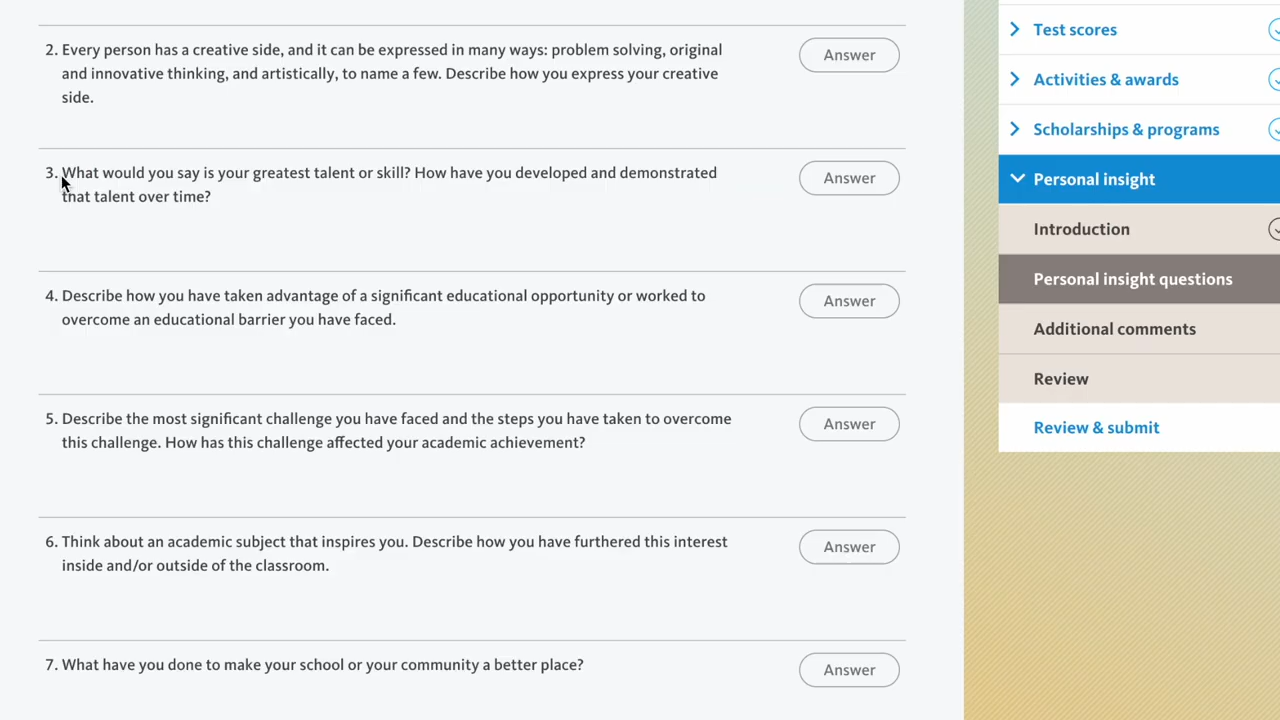 2. Every person has a creative side, and it can be expressed in many ways: problem solving, original
and innovative thinking, and artistically, to name a few. Describe how you express your creative
side.
Answer
3. What would you say is your greatest talent or skill? How have you developed and demonstrated
that talent over time?
Answer
4. Describe how you have taken advantage of a significant educational opportunity or worked to
overcome an educational barrier you have faced.
Answer
5. Describe the most significant challenge you have faced and the steps you have taken to overcome
this challenge. How has this challenge affected your academic achievement?
Answer
6. Think about an academic subject that inspires you. Describe how you have furthered this interest
inside and/or outside of the classroom.
Answer
7. What have you done to make your school or your community a better place?
Answer
Test scores
Activities & awards
Scholarships & programs
Personal insight
Introduction
Personal insight questions
Additional comments
Review
Review & submit